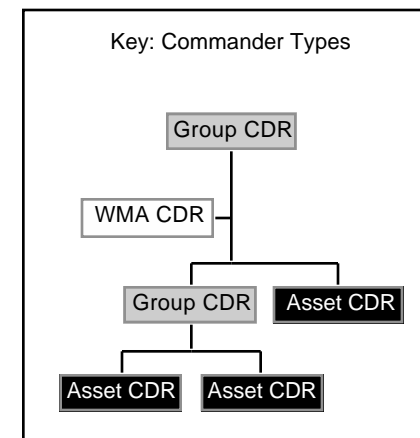 Key: Commander Types
Group CDR
WMA CDR
Group CDR
Asset CDR
Asset CDR
Asset CDR